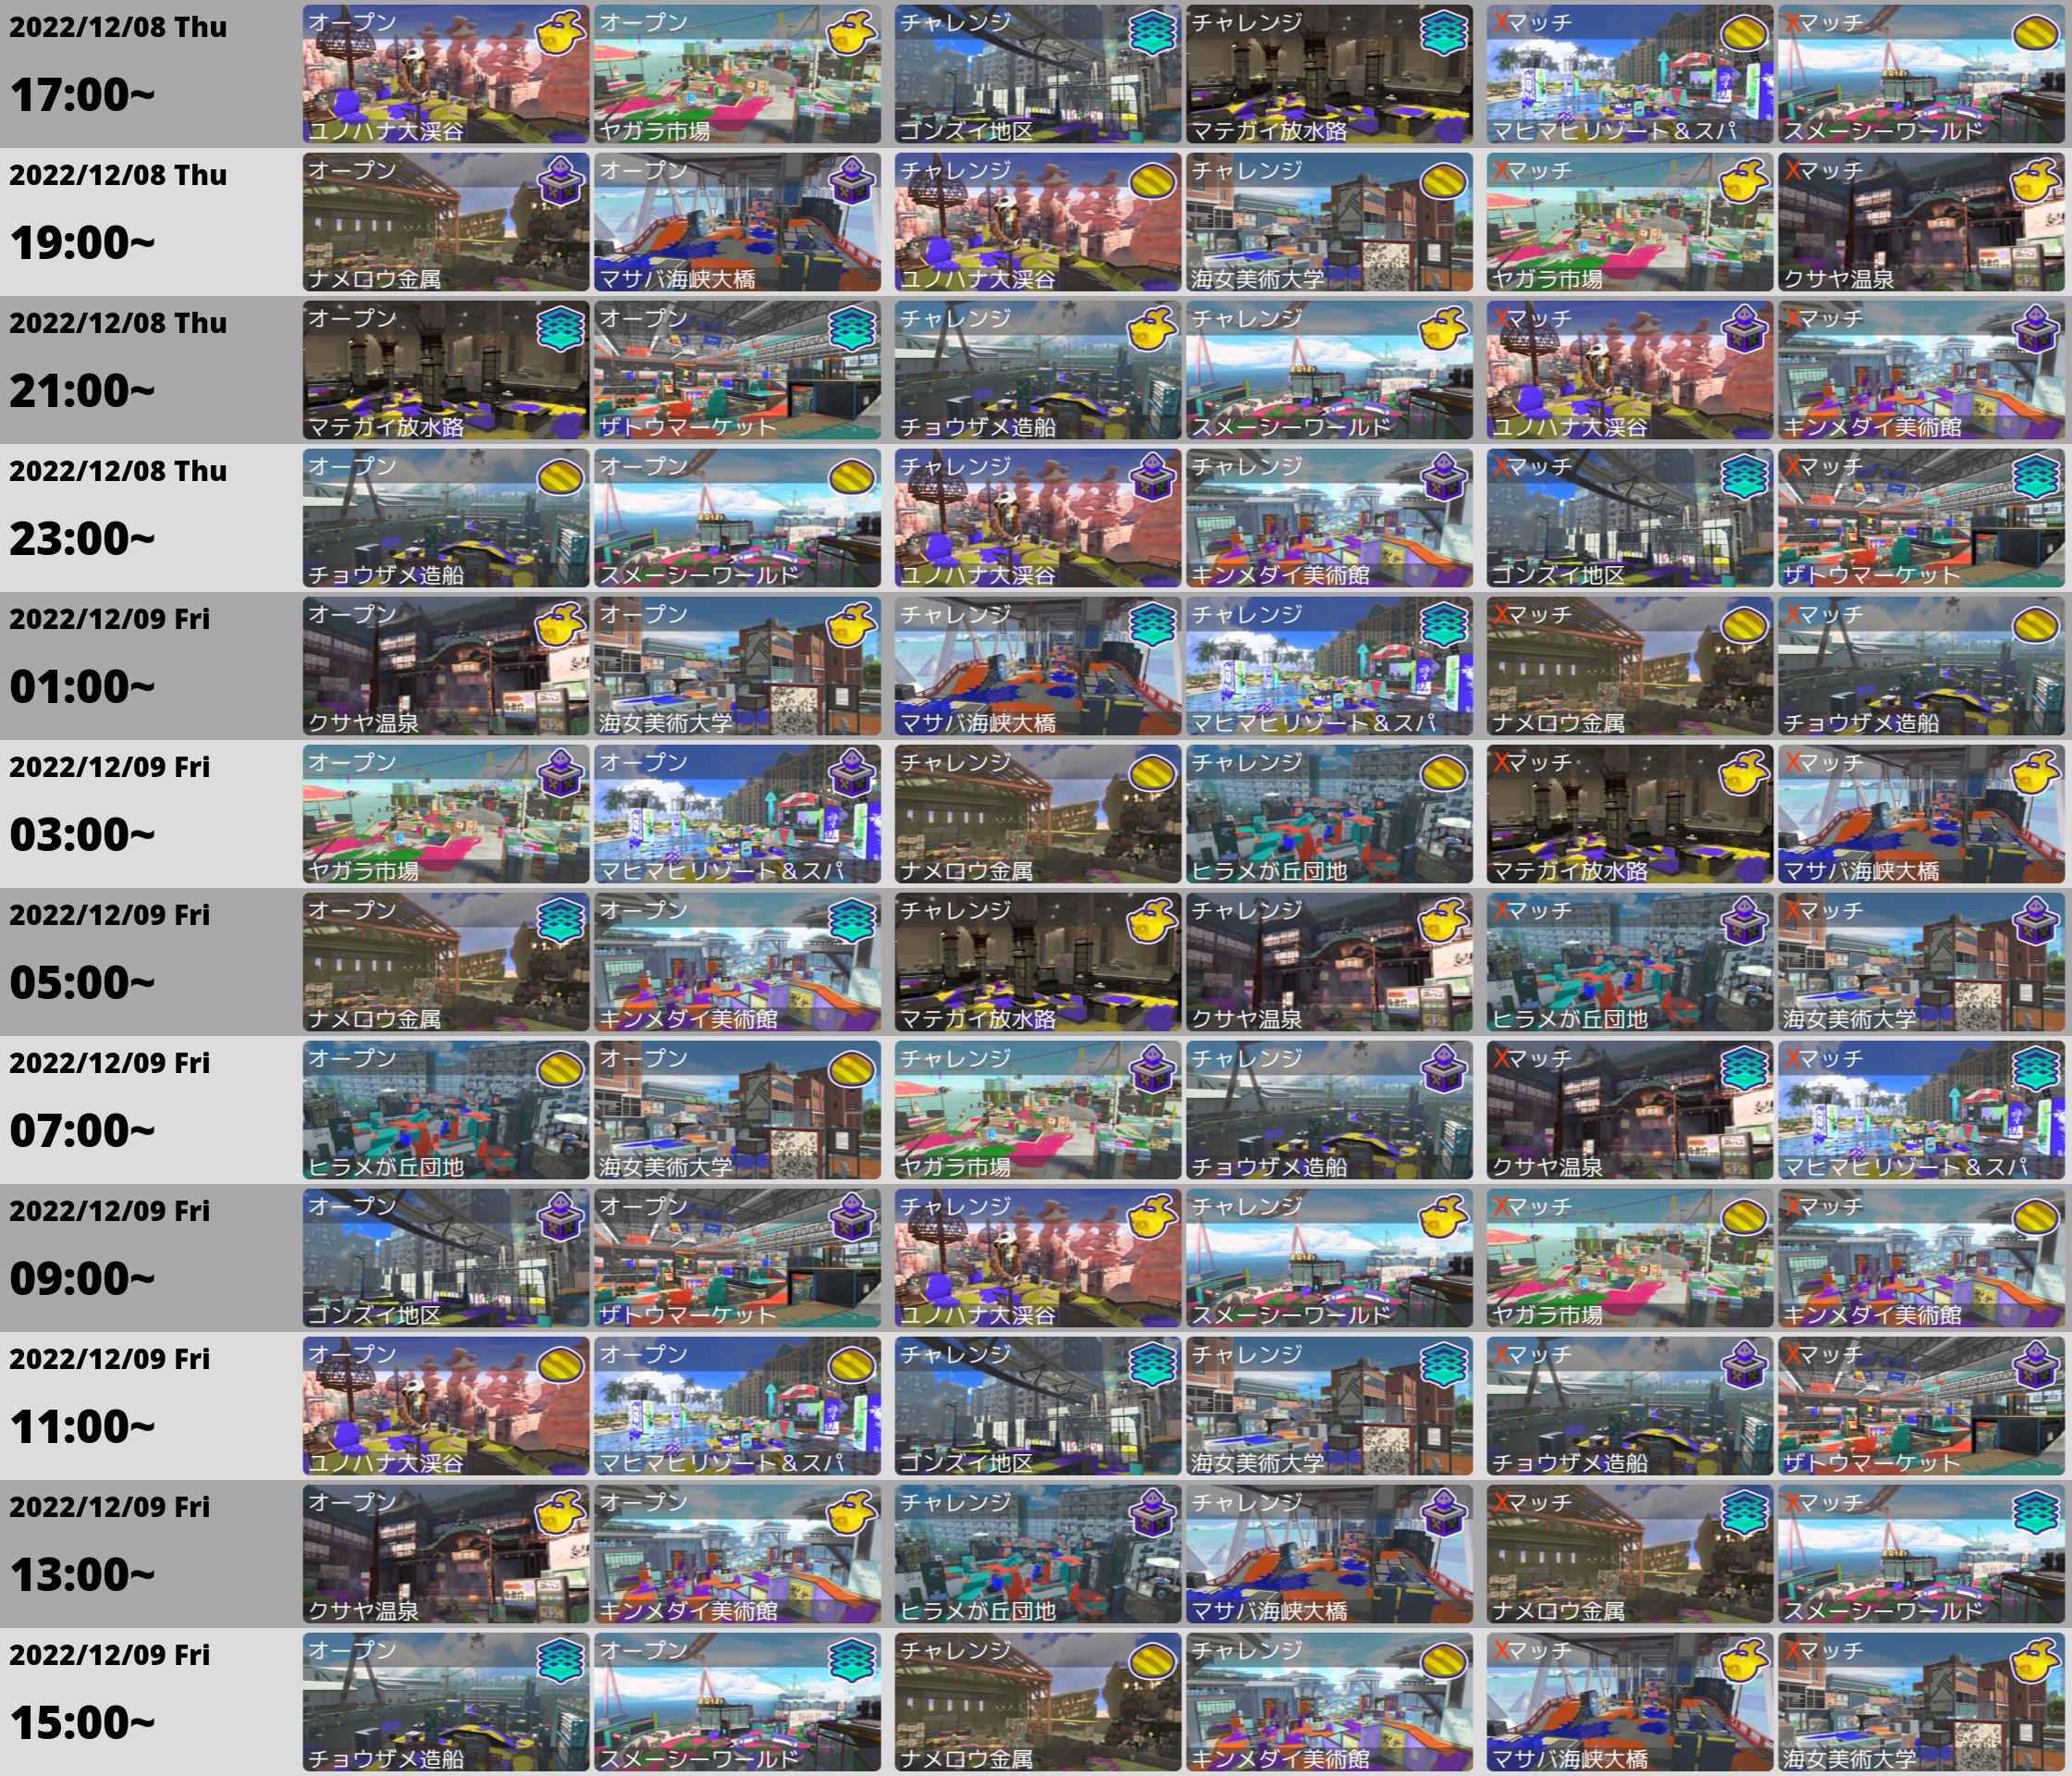 2022/12/08 Thu
17:00~
オープン オープン チャレンジ チャレンジ Xマッチ Xマッチ
ユノハナ大渓谷 ヤガラ市場 ゴンズイ地区 マテガイ放水路 マヒマヒリゾート＆スパ スメーシーワールド
2022/12/08 Thu
19:00~
オープン オープン チャレンジ チャレンジ Xマッチ Xマッチ
ナメロウ金属 マサバ海峡大橋 ユノハナ大渓谷 海女美術大学 ヤガラ市場 クサヤ温泉
2022/12/08 Thu
21:00~
オープン オープン チャレンジ チャレンジ Xマッチ Xマッチ
マテガイ放水路 ザトウマーケット チョウザメ造船 スメーシーワールド ユノハナ大渓谷 キンメダイ美術館
2022/12/08 Thu
23:00~
オープン オープン チャレンジ チャレンジ Xマッチ Xマッチ
チョウザメ造船 スメーシーワールド ユノハナ大渓谷 キンメダイ美術館 ゴンズイ地区 ザトウマーケット
2022/12/09 Fri
01:00~
オープン オープン チャレンジ チャレンジ Xマッチ Xマッチ
クサヤ温泉 海女美術大学 マサバ海峡大橋 マヒマヒリゾート＆スパ ナメロウ金属 チョウザメ造船
2022/12/09 Fri
03:00~
オープン オープン チャレンジ チャレンジ Xマッチ Xマッチ
ヤガラ市場 マヒマヒリゾート＆スパ ナメロウ金属 ヒラメが丘団地 マテガイ放水路 マサバ海峡大橋
2022/12/09 Fri
05:00~
オープン オープン チャレンジ チャレンジ Xマッチ Xマッチ
ナメロウ金属 キンメダイ美術館 マテガイ放水路 クサヤ温泉 ヒラメが丘団地 海女美術大学
2022/12/09 Fri
07:00~
オープン オープン チャレンジ チャレンジ Xマッチ Xマッチ
ヒラメが丘団地 海女美術大学 ヤガラ市場 チョウザメ造船 クサヤ温泉 マヒマヒリゾート＆スパ
2022/12/09 Fri
09:00~
オープン オープン チャレンジ チャレンジ Xマッチ Xマッチ
ゴンズイ地区 ザトウマーケット ユノハナ大渓谷 スメーシーワールド ヤガラ市場 キンメダイ美術館
2022/12/09 Fri
11:00~
オープン オープン チャレンジ チャレンジ Xマッチ Xマッチ
ユノハナ大渓谷 マヒマヒリゾート＆スパ ゴンズイ地区 海女美術大学 チョウザメ造船 ザトウマーケット
2022/12/09 Fri
13:00~
オープン オープン チャレンジ チャレンジ Xマッチ Xマッチ
クサヤ温泉 キンメダイ美術館 ヒラメが丘団地 マサバ海峡大橋 ナメロウ金属 スメーシーワールド
2022/12/09 Fri
15:00~
オープン オープン チャレンジ チャレンジ Xマッチ Xマッチ
チョウザメ造船 スメーシーワールド ナメロウ金属 キンメダイ美術館 マサバ海峡大橋 海女美術大学